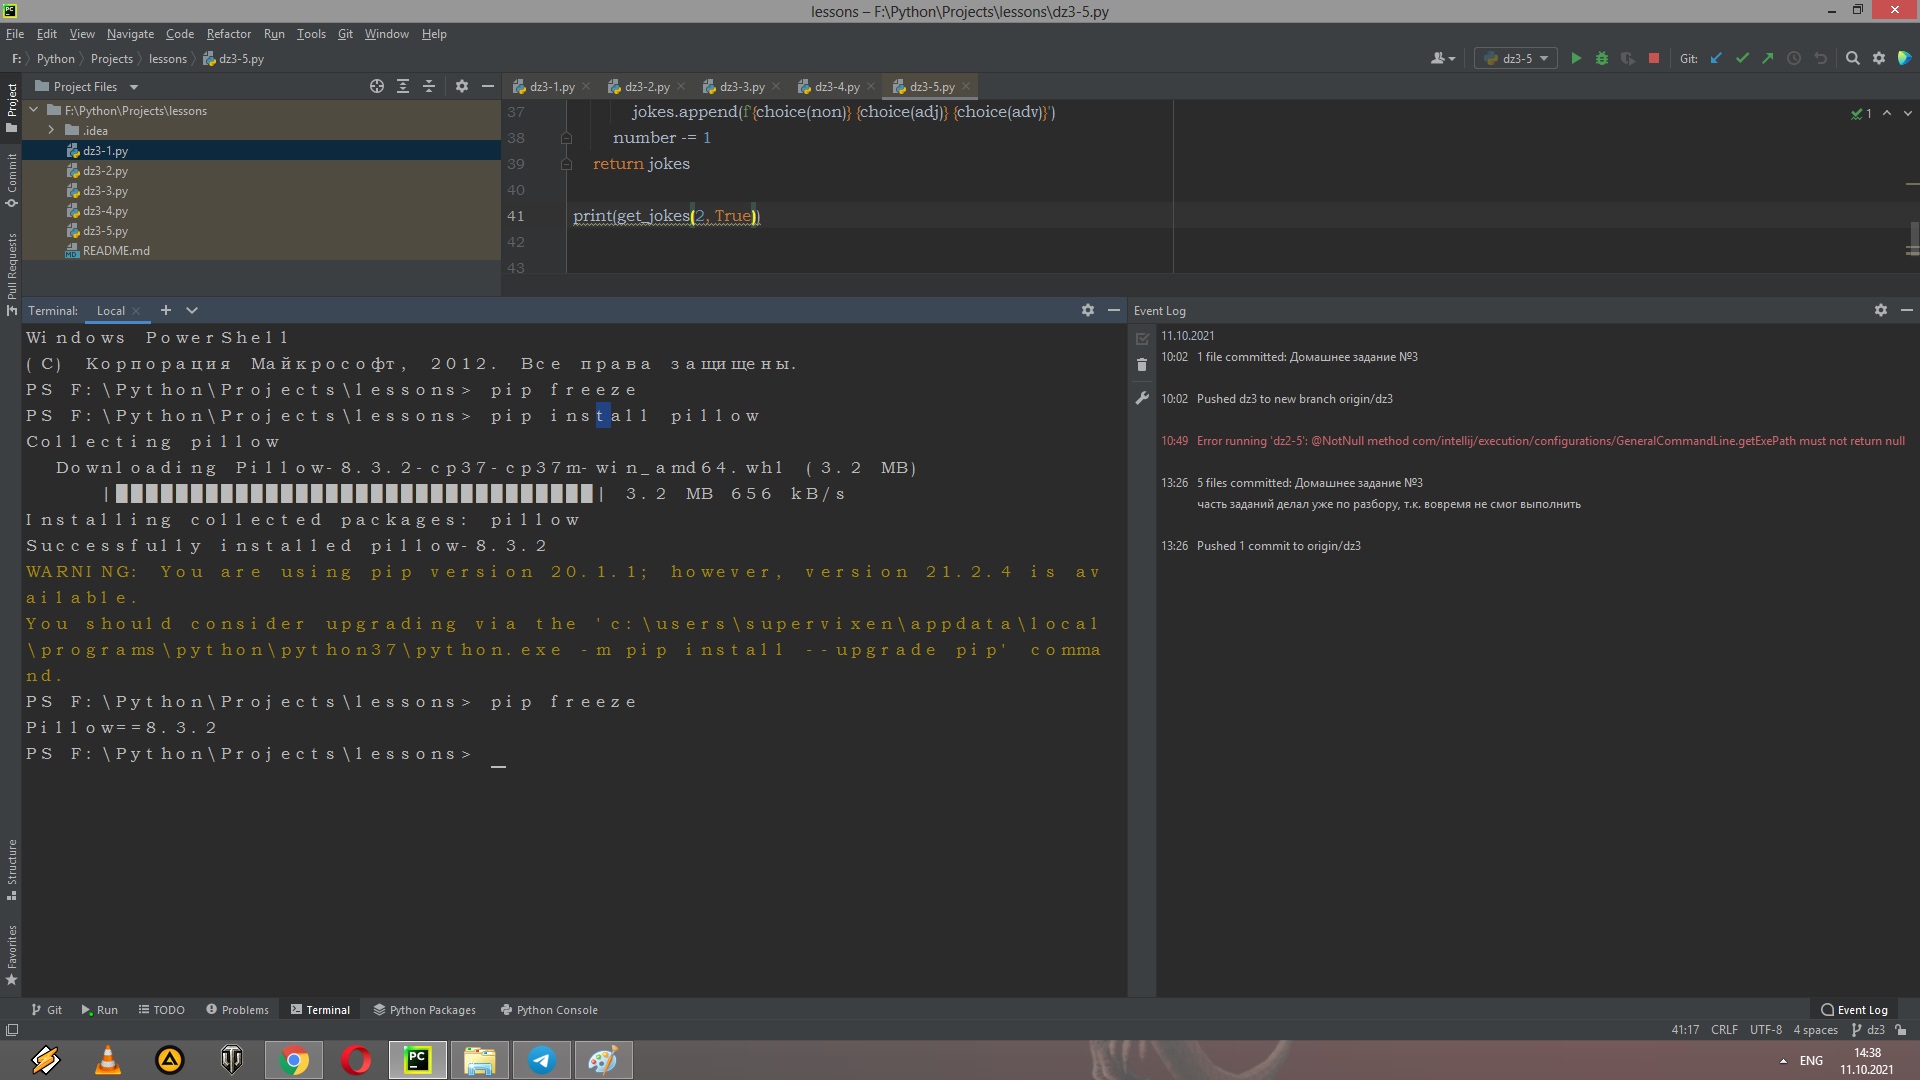 lessons – F:\Python\Projects\lessons\dz3-5.py
File Edit View Navigate Code Refactor Run Tools Git Window Help
F: Python Projects lessons dz3-5.py
dz3-5 Git:
Project Files
dz3-1.py dz3-2.py dz3-3.py dz3-4.py dz3-5.py
F:\Python\Projects\lessons
.idea
dz3-1.py
dz3-2.py
dz3-3.py
dz3-4.py
dz3-5.py
README.md
Project
Commit
Pull Requests
Structure
Favorites
37 jokes.append(f'{choice(non)} {choice(adj)} {choice(adv)}')
38 number -= 1
39 return jokes
40
41 print(get_jokes(2, True))
42
43
1
Terminal: Local
Windows PowerShell
(C) Корпорация Майкрософт, 2012. Все права защищены.
PS F:\Python\Projects\lessons> pip freeze
PS F:\Python\Projects\lessons> pip install pillow
Collecting pillow
Downloading Pillow-8.3.2-cp37-cp37m-win_amd64.whl (3.2 MB)
3.2 MB 656 kB/s
Installing collected packages: pillow
Successfully installed pillow-8.3.2
WARNING: You are using pip version 20.1.1; however, version 21.2.4 is av
ailable.
You should consider upgrading via the 'c:\users\supervixen\appdata\local
\programs\python\python37\python.exe -m pip install --upgrade pip' comma
nd.
PS F:\Python\Projects\lessons> pip freeze
Pillow==8.3.2
PS F:\Python\Projects\lessons>
Event Log
11.10.2021
10:02 1 file committed: Домашнее задание №3
10:02 Pushed dz3 to new branch origin/dz3
10:49 Error running 'dz2-5': @NotNull method com/intellij/execution/configurations/GeneralCommandLine.getExePath must not return null
13:26 5 files committed: Домашнее задание №3
часть заданий делал уже по разбору, т.к. вовремя не смог выполнить
13:26 Pushed 1 commit to origin/dz3
Git Run TODO Problems Terminal Python Packages Python Console Event Log
41:17 CRLF UTF-8 4 spaces dz3
PC
ENG
14:38
11.10.2021